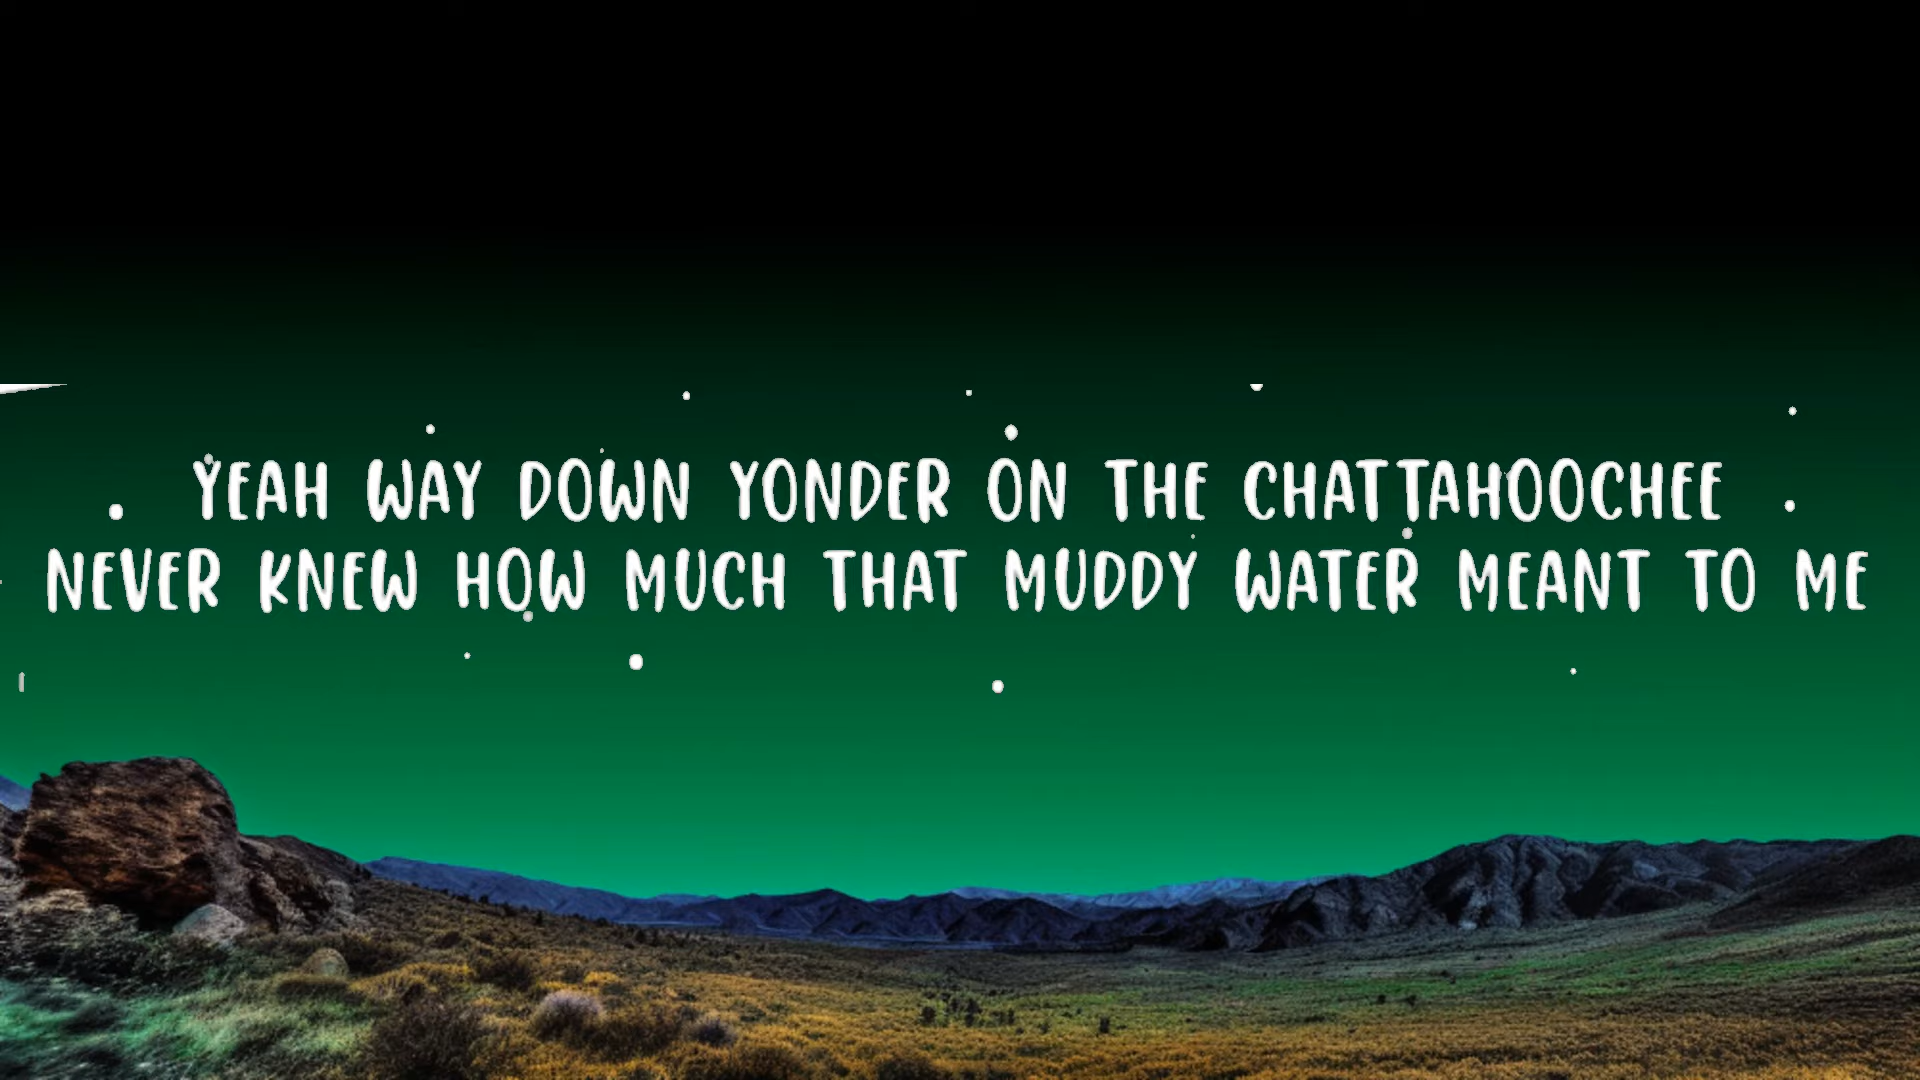 YEAH WAY DOWN YONDER ON THE CHATTAHOOCHEE
NEVER KNEW HOW MUCH THAT MUDDY WATER MEANT TO ME